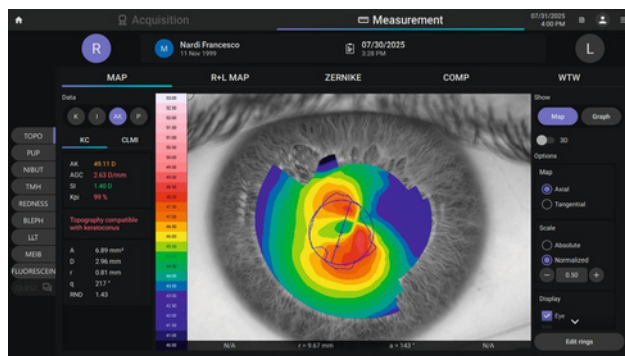 Acquisition
Measurement
07/31/2025
4:00 PM
R
M
Nardi Francesco
11 Nov 1999
07/30/2025
3:28 PM
L
MAP
R+L MAP
ZERNIKE
COMP
WTW
Data
K
I
AK
P
KC
CLMI
TOPO
PUP
NIBUT
TMH
REDNESS
BLEPH
LLT
MEIB
FLUORESCEIN
AK 49.11 D
AGC 2.63 D/mm
SI 1.40 D
Kpi 99 %
Topography compatible
with keratoconus
A 6.89 mm²
D 2.96 mm
r 0.81 mm
q 217 °
RND 1.43
N/A
r = 9.67 mm
a = 143 °
N/A
Show
Map
Graph
3D
Options
Map
Axial
Tangential
Scale
Absolute
Normalized
- 0.50 +
Display
Eye
Edit rings